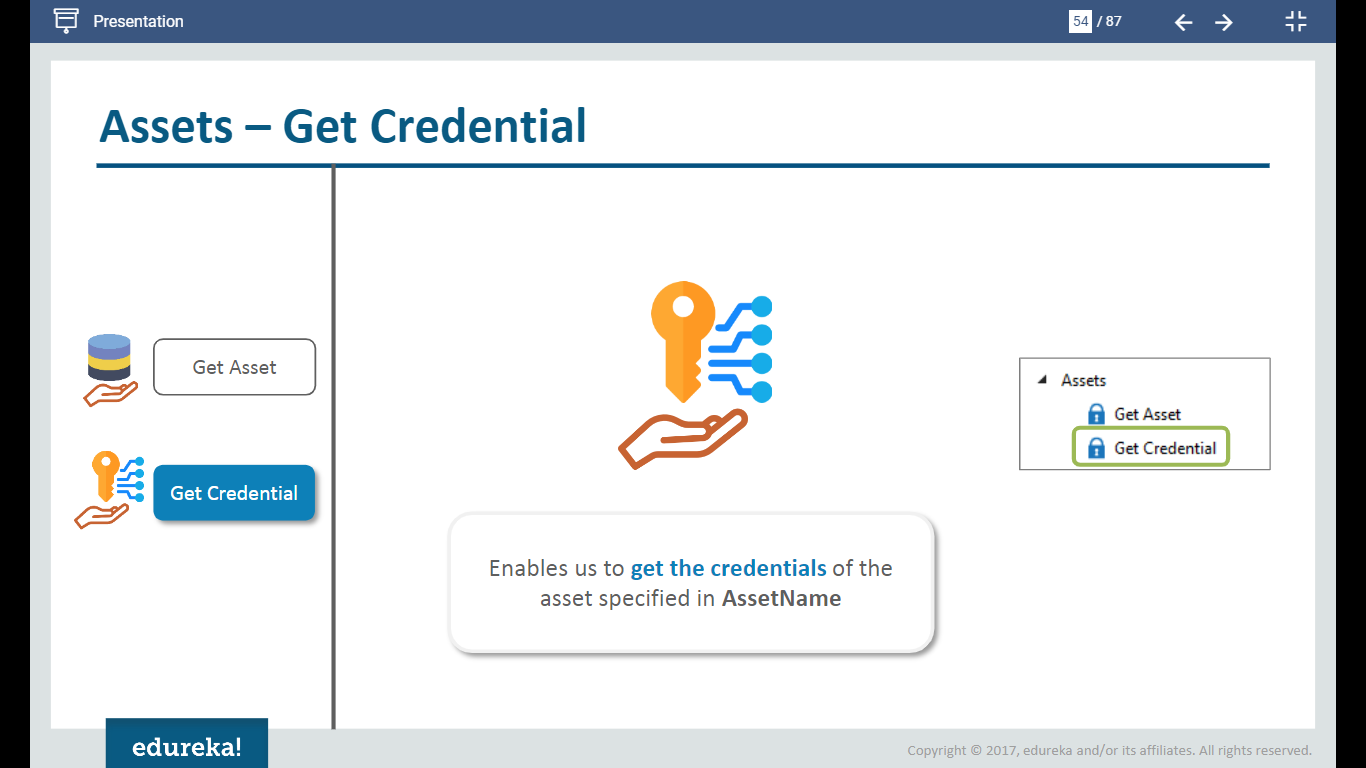 Presentation
54 / 87
Assets – Get Credential
Get Asset
Get Credential
Assets
Get Asset
Get Credential
Enables us to get the credentials of the
asset specified in AssetName
edureka!
Copyright © 2017, edureka and/or its affiliates. All rights reserved.